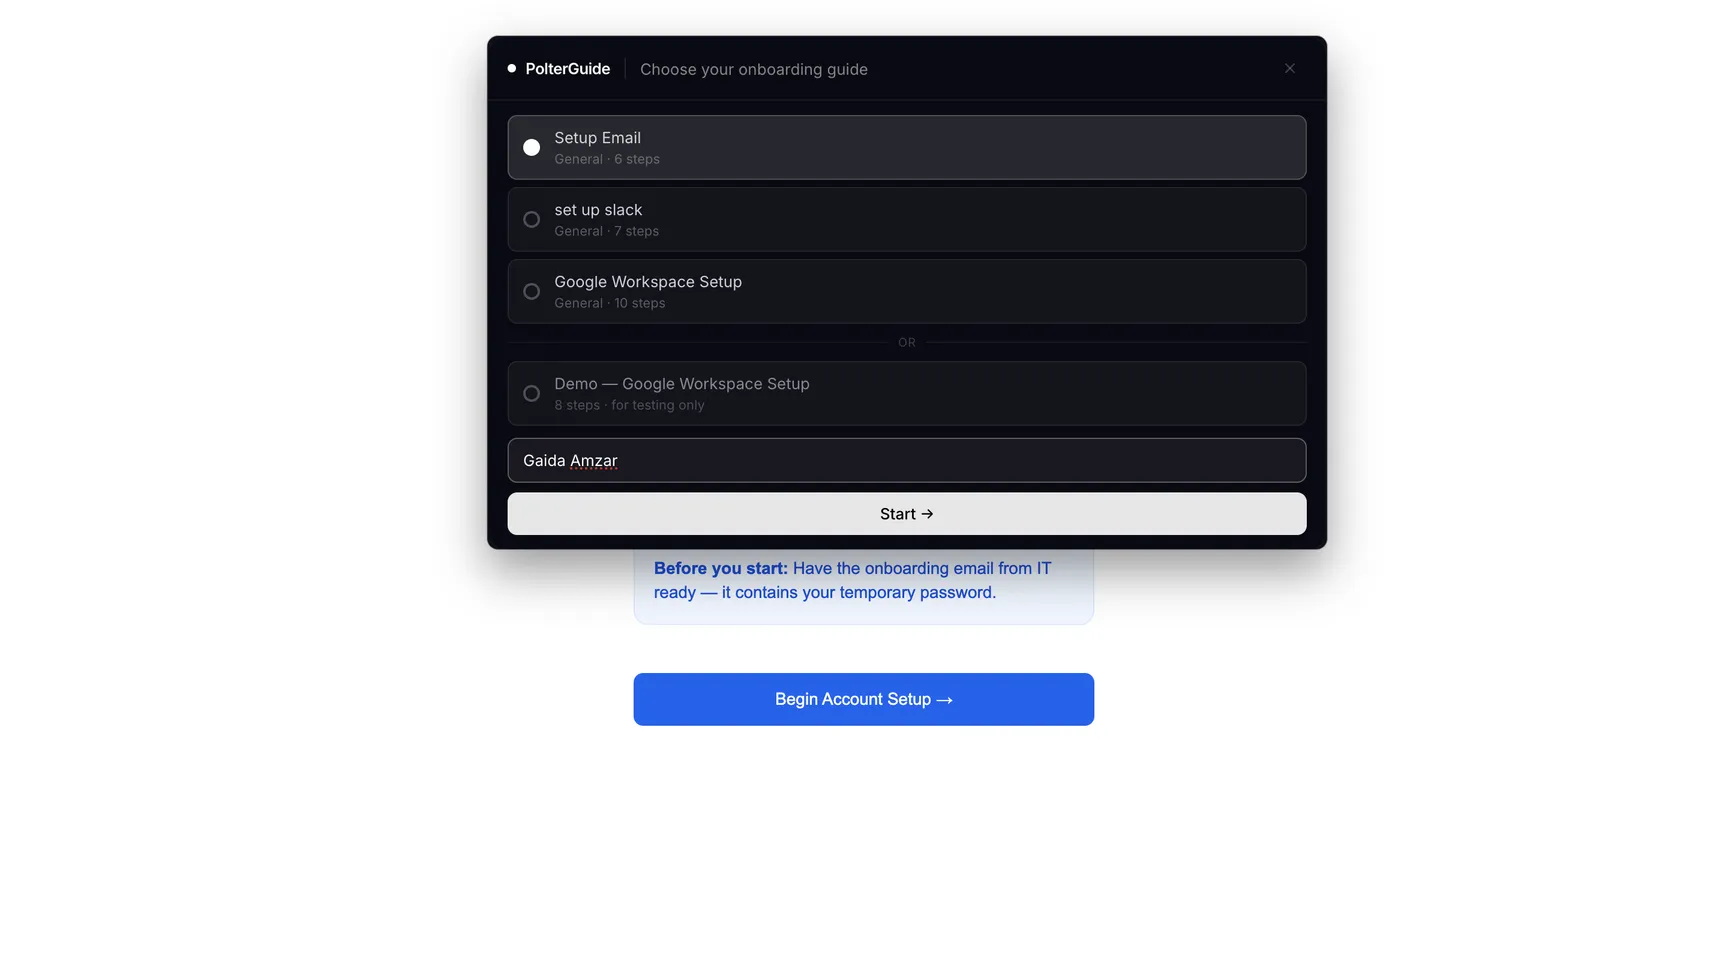 PolterGuide
Choose your onboarding guide
Setup Email
General · 6 steps
set up slack
General · 7 steps
Google Workspace Setup
General · 10 steps
OR
Demo — Google Workspace Setup
8 steps · for testing only
Gaida Amzar
Start →
Before you start: Have the onboarding email from IT
ready — it contains your temporary password.
Begin Account Setup →